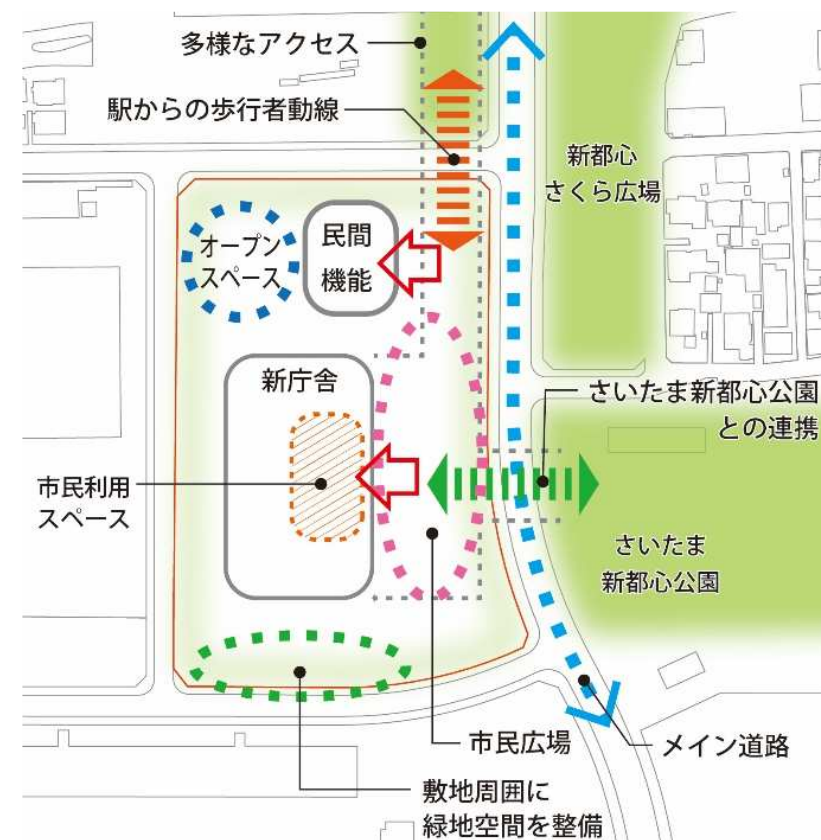 多様なアクセス
駅からの歩行者動線
新都心
さくら広場
オープン
スペース
民間
機能
新庁舎
さいたま新都心公園
との連携
市民利用
スペース
さいたま
新都心公園
市民広場
メイン道路
敷地周囲に
緑地空間を整備